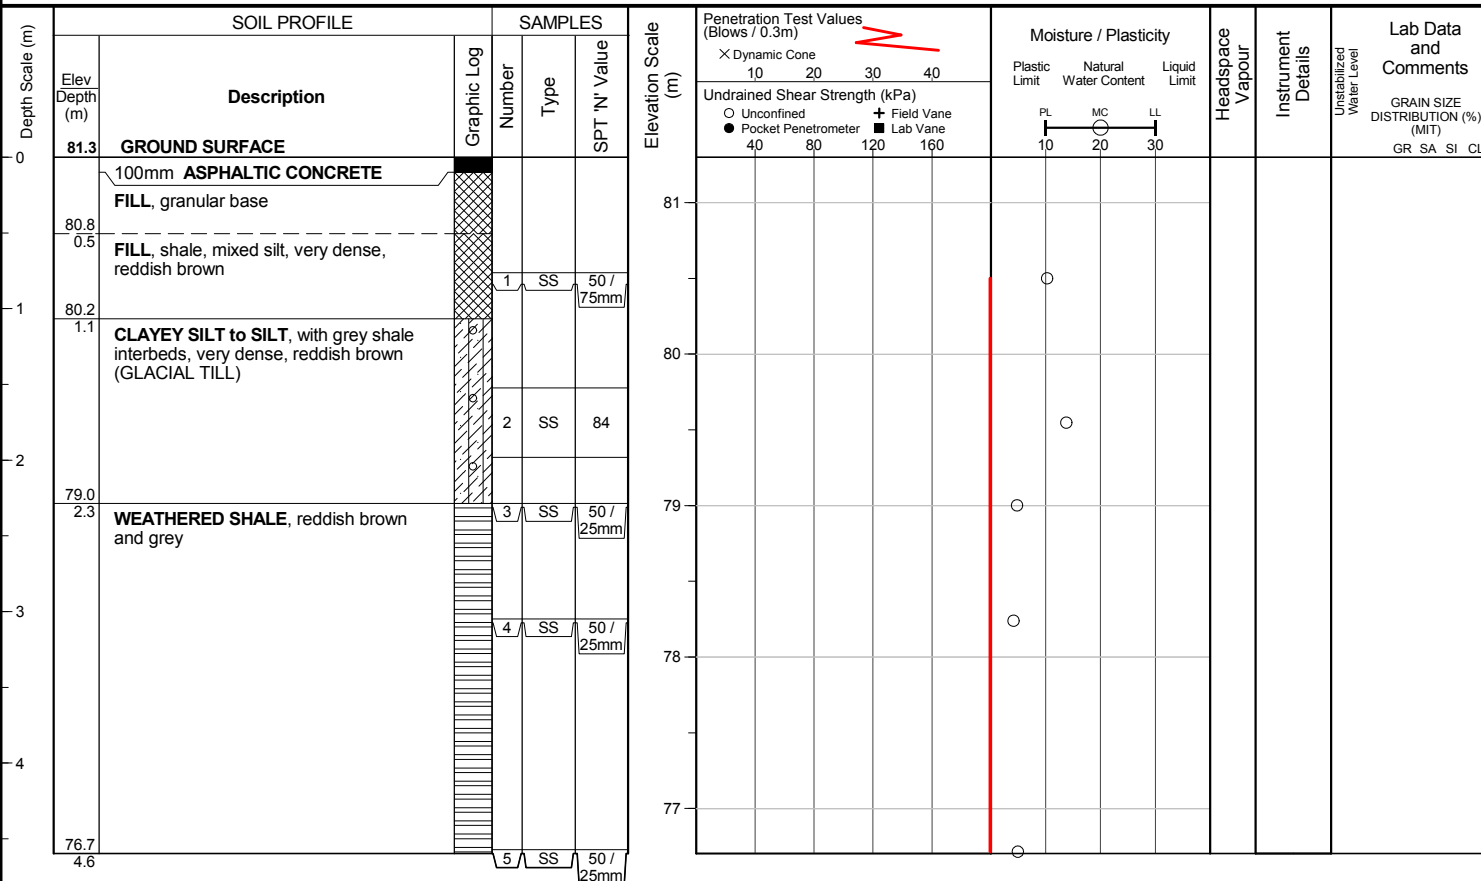 SOIL PROFILE
SAMPLES
Depth Scale (m)
Elev
Depth
(m)
Description
Graphic Log
Number
Type
SPT 'N' Value
Elevation Scale
(m)
Penetration Test Values
(Blows / 0.3m)
× Dynamic Cone
10 20 30 40
Undrained Shear Strength (kPa)
Unconfined
Field Vane
Pocket Penetrometer
Lab Vane
40 80 120 160
Moisture / Plasticity
Plastic
Limit
Natural
Water Content
Liquid
Limit
PL MC LL
10 20 30
Headspace
Vapour
Instrument
Details
Unstabilized
Water Level
Lab Data
and
Comments
GRAIN SIZE
DISTRIBUTION (%)
(MIT)
GR SA SI CL
81.3 GROUND SURFACE
0
100mm ASPHALTIC CONCRETE
FILL, granular base
81
80.8
0.5
FILL, shale, mixed silt, very dense,
reddish brown
1 SS 50 /
75mm
1
80.2
1.1
CLAYEY SILT to SILT, with grey shale
interbeds, very dense, reddish brown
(GLACIAL TILL)
80
2 SS 84
2
79.0
2.3
WEATHERED SHALE, reddish brown
and grey
3 SS 50 /
25mm
79
3
4 SS 50 /
25mm
78
4
77
76.7
4.6
5 SS 50 /
25mm